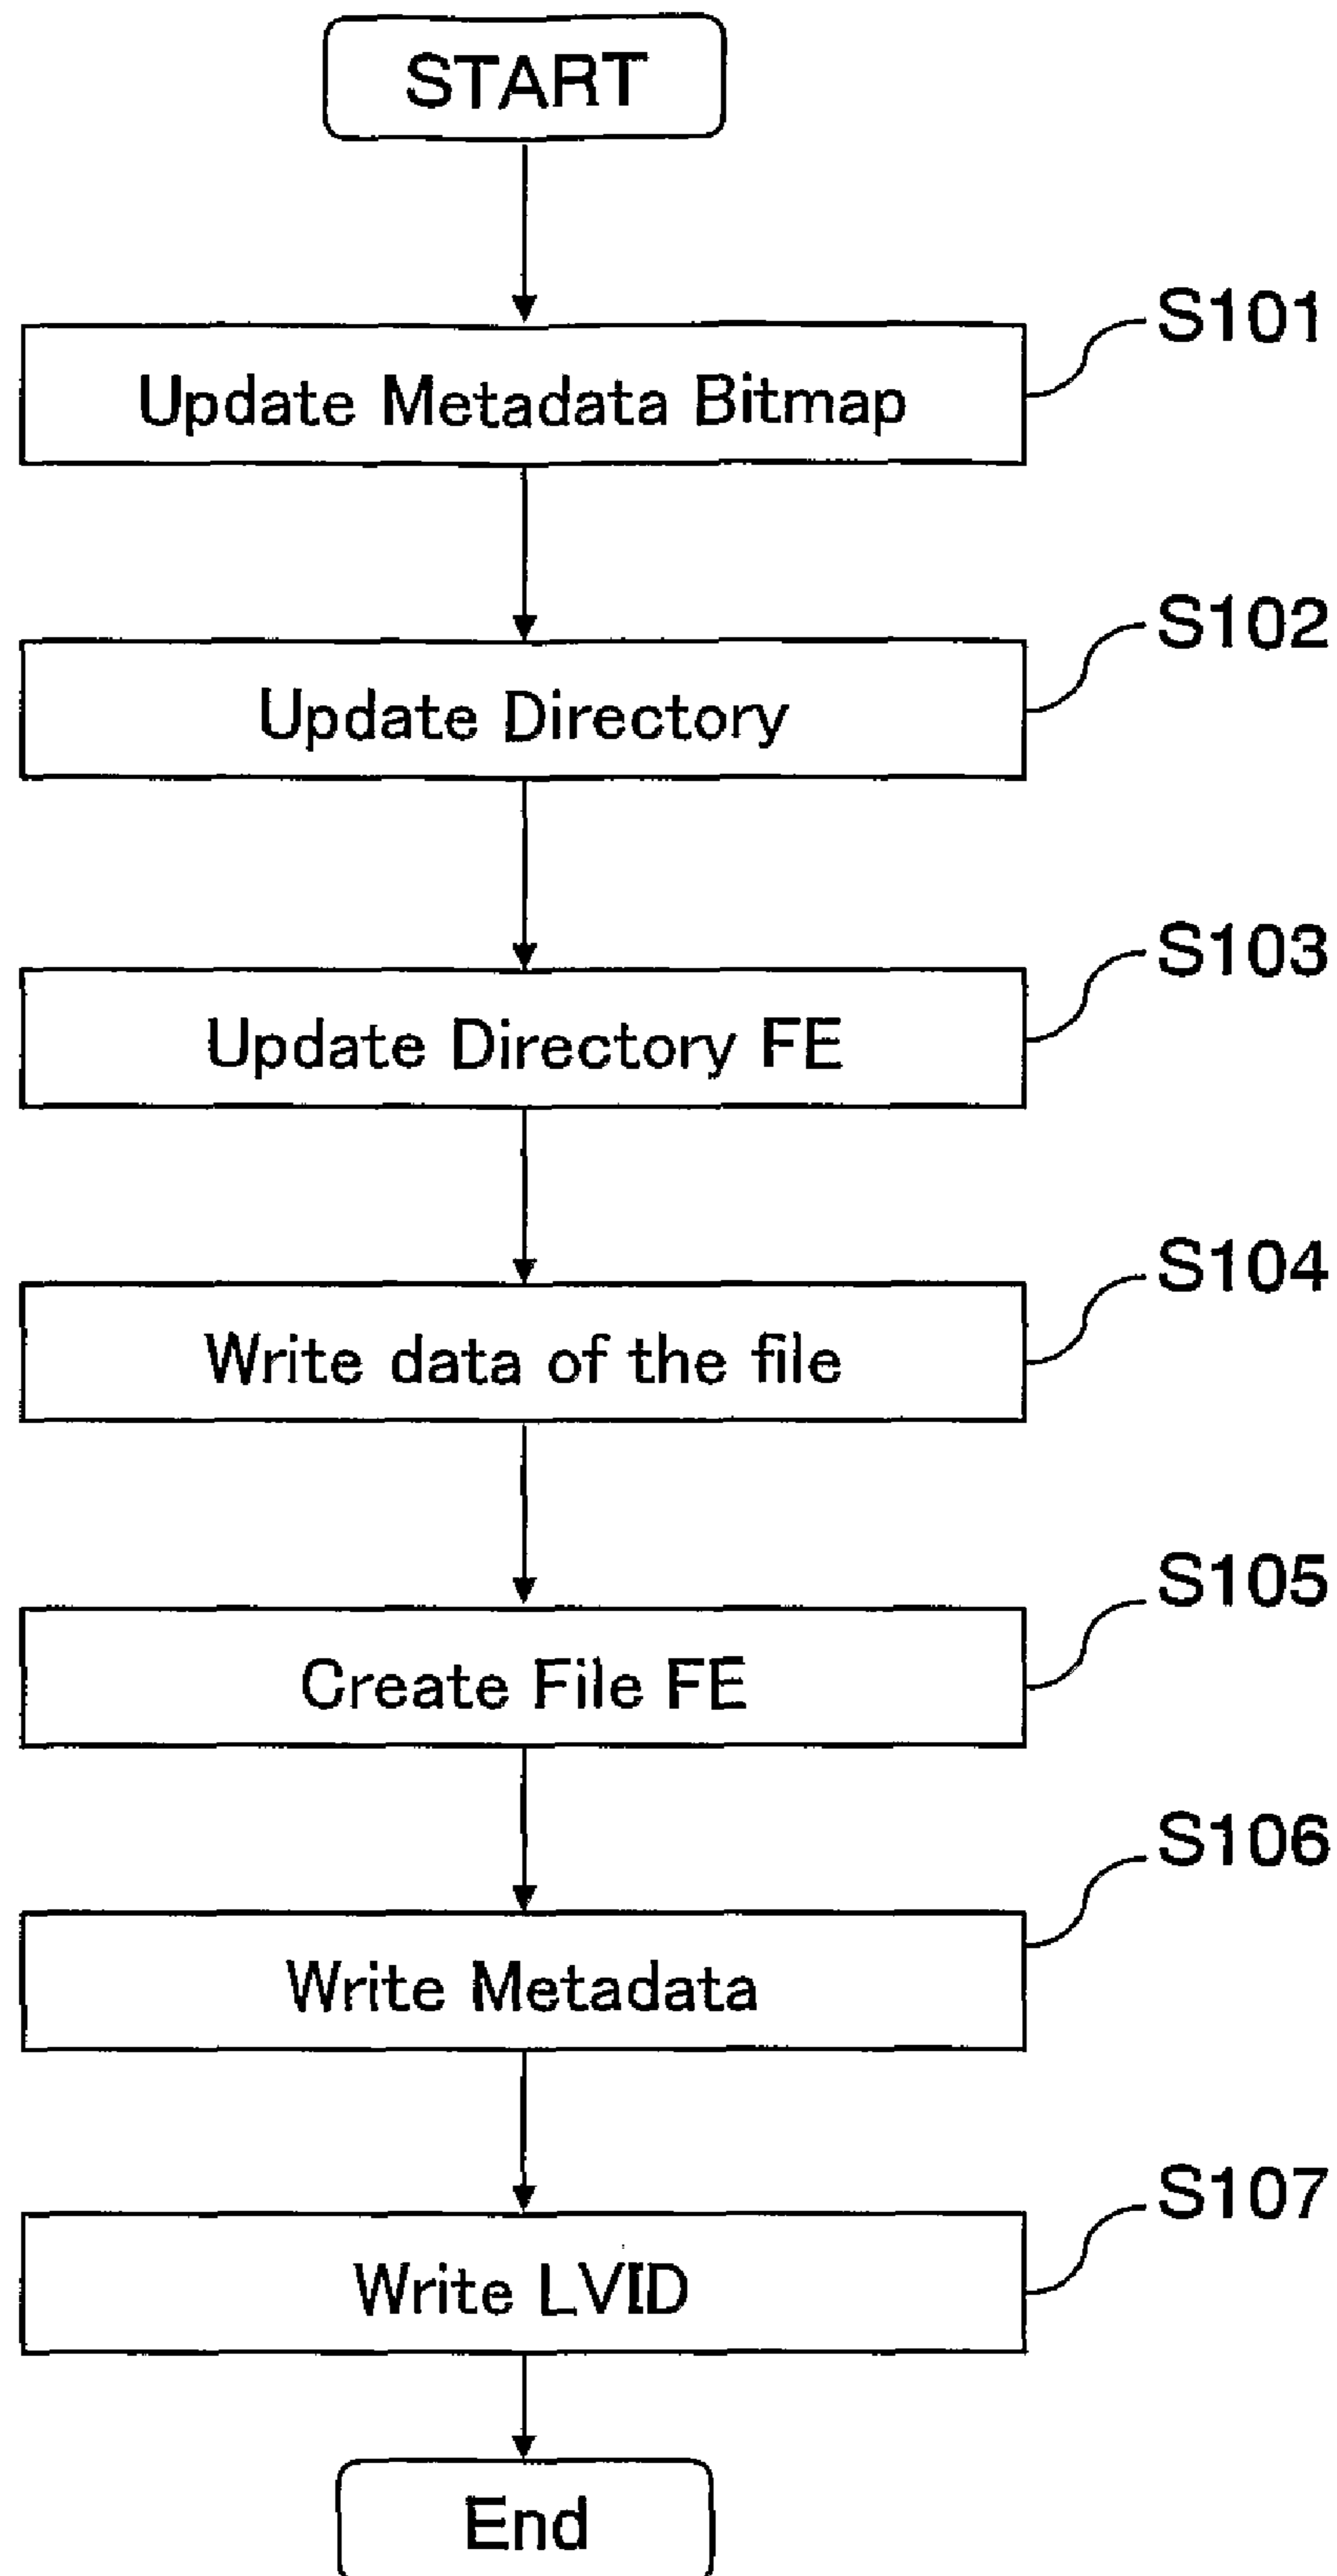 START
S101
Update Metadata Bitmap
S102
Update Directory
S103
Update Directory FE
S104
Write data of the file
S105
Create File FE
S106
Write Metadata
S107
Write LVID
End